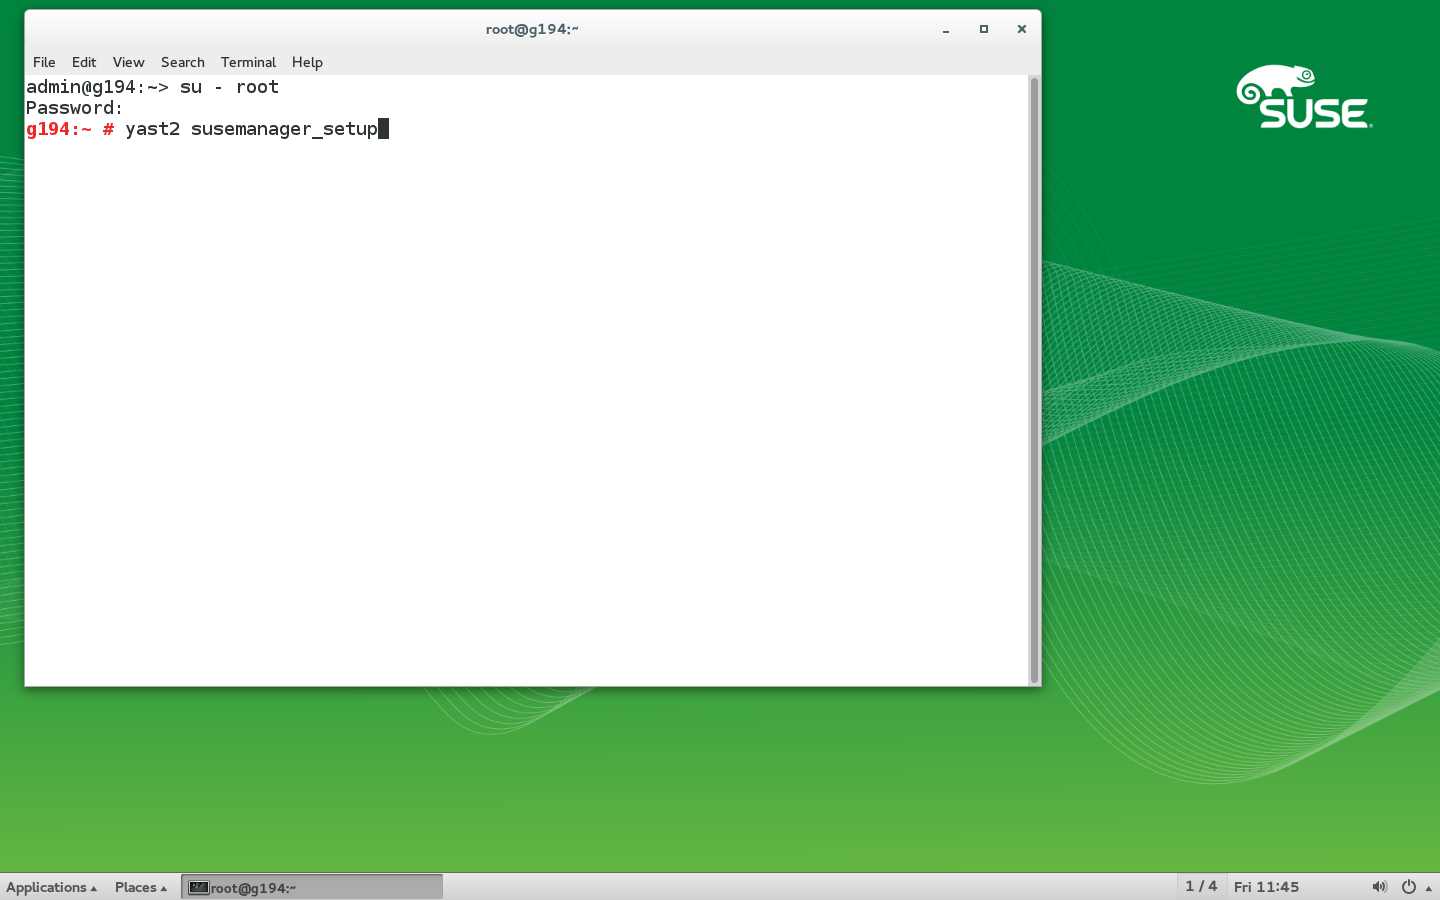 root@g194:~
File Edit View Search Terminal Help
SUSE
admin@g194:~> su - root
Password:
g194:~ # yast2 susemanager_setup
Applications Places root@g194:~ 1 / 4 Fri 11:45